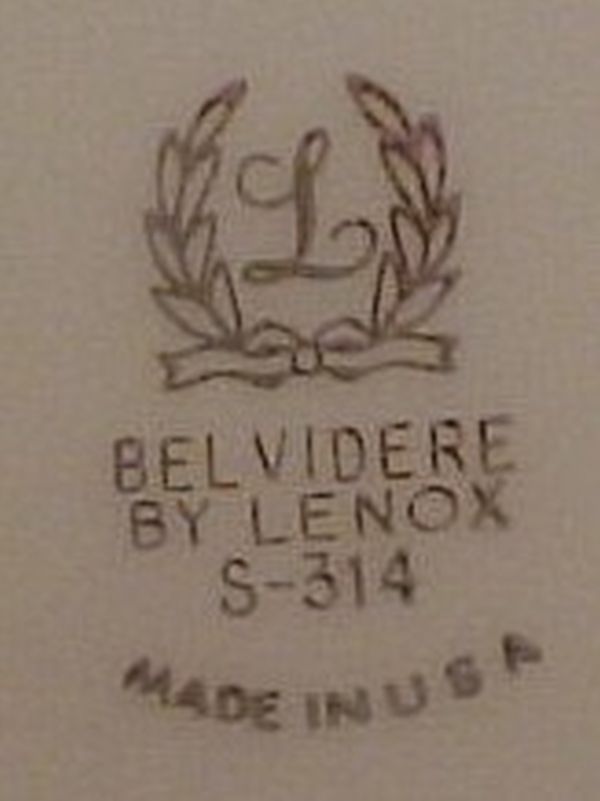 L
BELVIDERE
BY LENOX
S-314
MADE IN USA